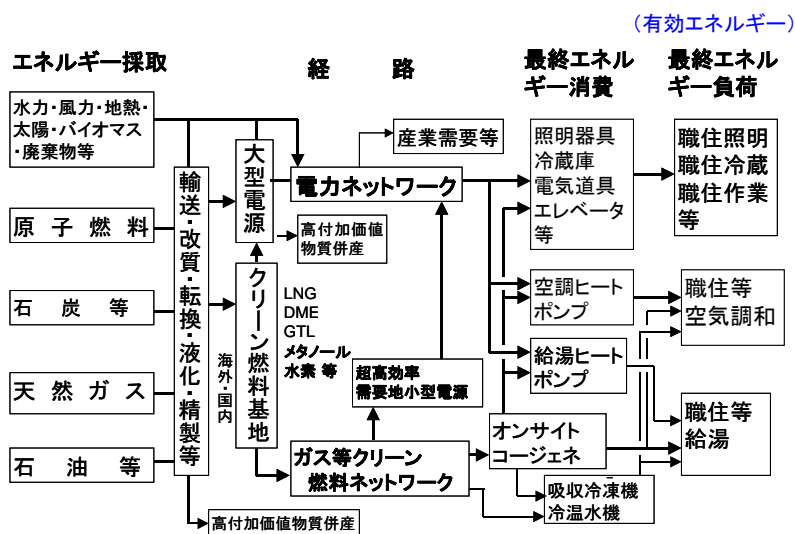 (有効エネルギー)
エネルギー採取
経　　路
最終エネル
ギー消費
最終エネル
ギー負荷
水力・風力・地熱・
太陽・バイオマス
・廃棄物等
原　子　燃　料
石　炭　等
天　然　ガ　ス
石　油　等
輸送・改質・転換・液化・精製等
大型電源
クリーン燃料基地
海外・国内
高付加価値物質併産
産業需要等
電力ネットワーク
高付加価値
物質併産
LNG
DME
GTL
メタノール
水素 等
超高効率
需要地小型電源
ガス等クリーン
燃料ネットワーク
照明器具
冷蔵庫
電気道具
エレベータ
等
空調ヒート
ポンプ
給湯ヒート
ポンプ
オンサイト
コージェネ
吸収冷凍機
冷温水機
職住照明
職住冷蔵
職住作業
等
職住等
空気調和
職住等
給湯